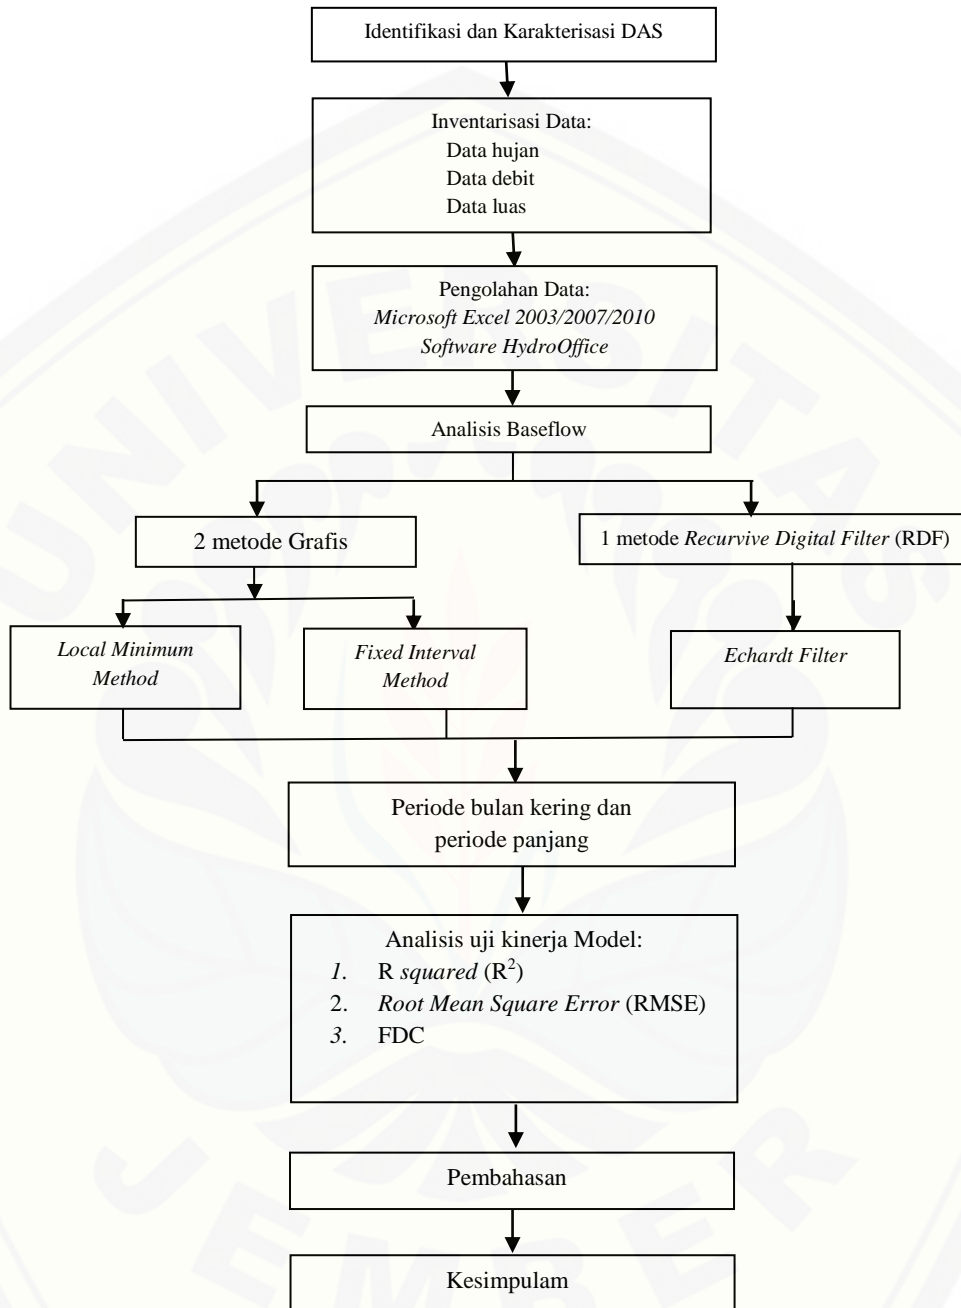 Identifikasi dan Karakterisasi DAS
Inventarisasi Data:
Data hujan
Data debit
Data luas
Pengolahan Data:
Microsoft Excel 2003/2007/2010
Software HydroOffice
Analisis Baseflow
2 metode Grafis
1 metode Recurvive Digital Filter (RDF)
Local Minimum
Method
Fixed Interval
Method
Echardt Filter
Periode bulan kering dan
periode panjang
Analisis uji kinerja Model:
1. R squared (R²)
2. Root Mean Square Error (RMSE)
3. FDC
Pembahasan
Kesimpulam
UNIVERSITAS
JEMBER